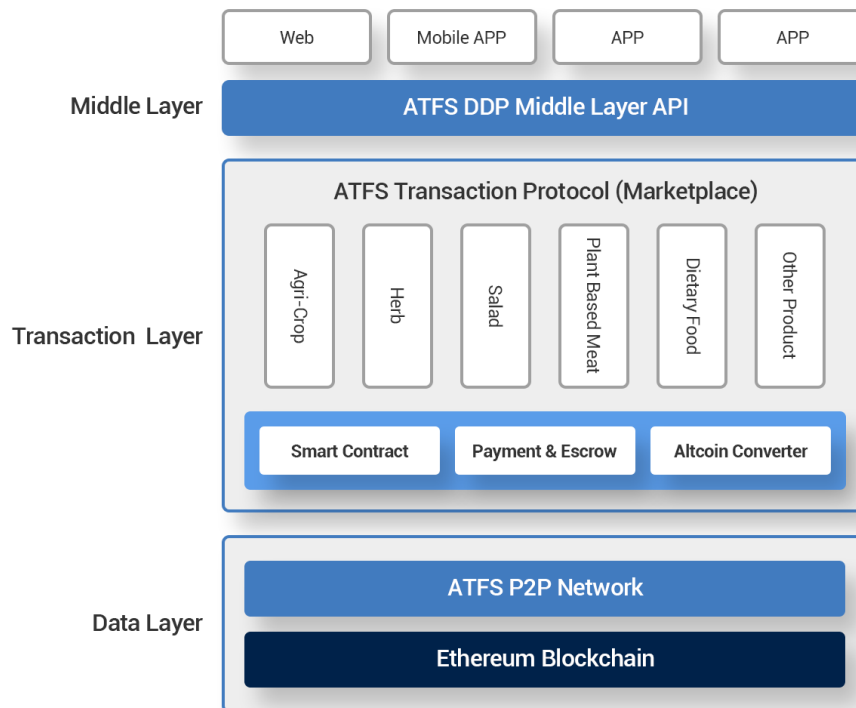 Web
Mobile APP
APP
APP
Middle Layer
ATFS DDP Middle Layer API
ATFS Transaction Protocol (Marketplace)
Agri-Crop
Herb
Salad
Plant Based Meat
Dietary Food
Other Product
Transaction Layer
Smart Contract
Payment & Escrow
Altcoin Converter
ATFS P2P Network
Data Layer
Ethereum Blockchain